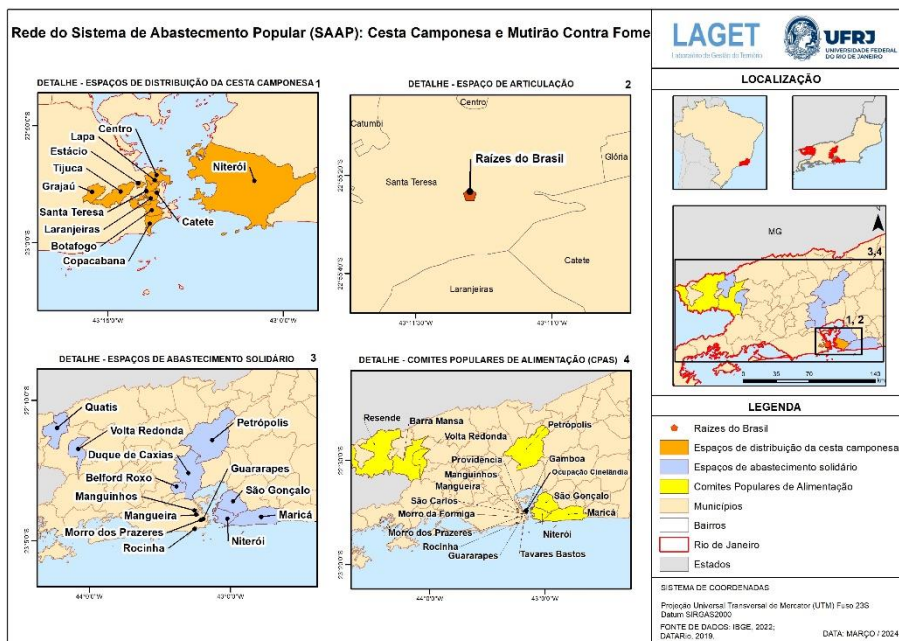 Rede do Sistema de Abastecmento Popular (SAAP): Cesta Camponesa e Mutirão Contra Fome
LAGET
Laboratório de Gestão do Território
UFRJ
UNIVERSIDADE FEDERAL
DO RIO DE JANEIRO
DETALHE - ESPAÇOS DE DISTRIBUIÇÃO DA CESTA CAMPONESA 1
Centro
Lapa
Estácio
Tijuca
Grajaú
Niterói
Santa Teresa
Laranjeiras
Catete
Botafogo
Copacabana
43°0'0"W
DETALHE - ESPAÇO DE ARTICULAÇÃO 2
Centro
Catumbi
Raízes do Brasil
Glória
Santa Teresa
Catete
Laranjeiras
43°11'30"W
DETALHE - ESPAÇOS DE ABASTECIMENTO SOLIDÁRIO 3
Quatis
Volta Redonda
Petrópolis
Duque de Caxias
Guararapes
Belford Roxo
Manguinhos
São Gonçalo
Mangueira
Maricá
Morro dos Prazeres
Rocinha
Niterói
44°0'0"W
43°0'0"W
DETALHE - COMITES POPULARES DE ALIMENTAÇÃO (CPAS) 4
Resende
Barra Mansa
Petrópolis
Volta Redonda
Providência
Gamboa
Manguinhos
Ocupação Cinelândia
Mangueira
São Carlos
São Gonçalo
Morro da Formiga
Maricá
Morro dos Prazeres
Niterói
Rocinha
Guararapes
Tavares Bastos
44°0'0"W
43°0'0"W
LOCALIZAÇÃO
MG
3,4
1, 2
0
35
70
143
LEGENDA
Raízes do Brasil
Espaços de distribuição da cesta camponesa
Espaços de abastecimento solidário
Comites Populares de Alimentação
Municípios
Bairros
Rio de Janeiro
Estados
SISTEMA DE COORDENADAS
Projeção Universal Transversal de Mercator (UTM) Fuso 23S
Datum SIRGAS2000
FONTE DE DADOS: IBGE, 2022;
DATARio, 2019.
DATA: MARÇO / 2024